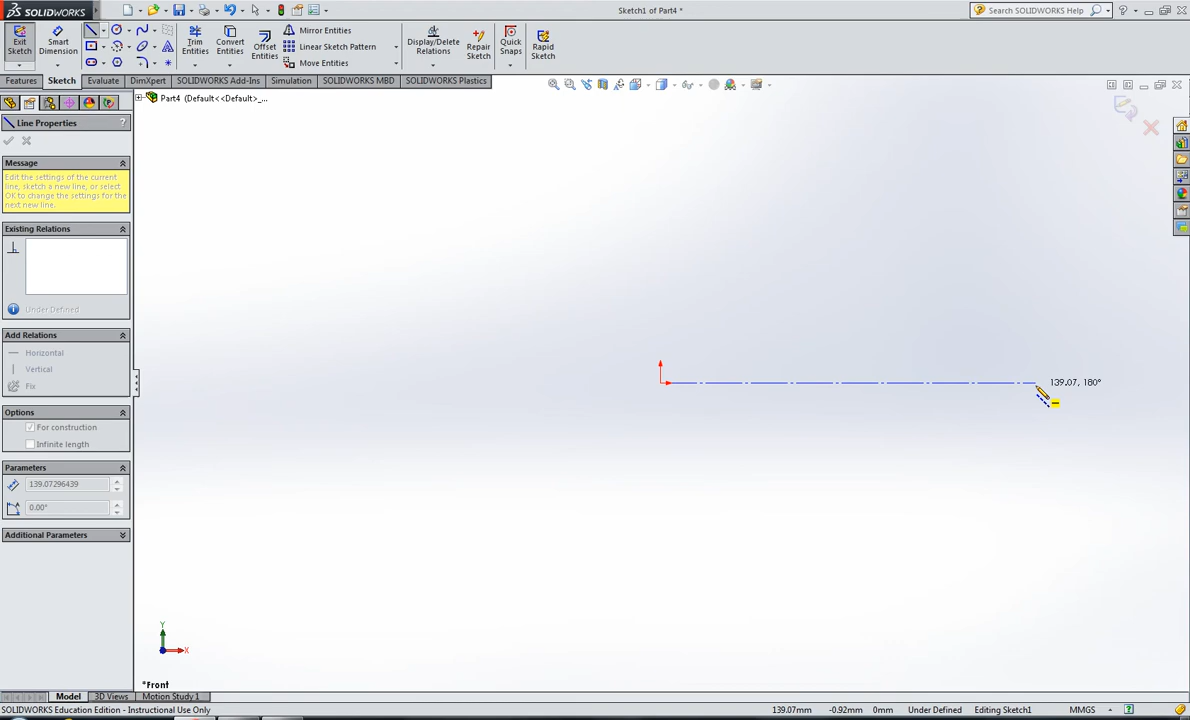 SOLIDWORKS
Sketch1 of Part4 *
Search SOLIDWORKS Help
Exit Sketch
Smart Dimension
Trim Entities
Convert Entities
Offset Entities
Mirror Entities
Linear Sketch Pattern
Move Entities
Display/Delete Relations
Repair Sketch
Quick Snaps
Rapid Sketch
Features
Sketch
Evaluate
DimXpert
SOLIDWORKS Add-Ins
Simulation
SOLIDWORKS MBD
SOLIDWORKS Plastics
Part4 (Default<<Default>_...
Line Properties
?
Message
Edit the settings of the current
line, sketch a new line, or select
OK to change the settings for the
next new line.
Existing Relations
Under Defined
Add Relations
Horizontal
Vertical
Fix
Options
For construction
Infinite length
Parameters
139.07296439
0.00°
Additional Parameters
139.07, 180°
Y
X
*Front
Model
3D Views
Motion Study 1
SOLIDWORKS Education Edition - Instructional Use Only
139.07mm
-0.92mm
0mm
Under Defined
Editing Sketch1
MMGS